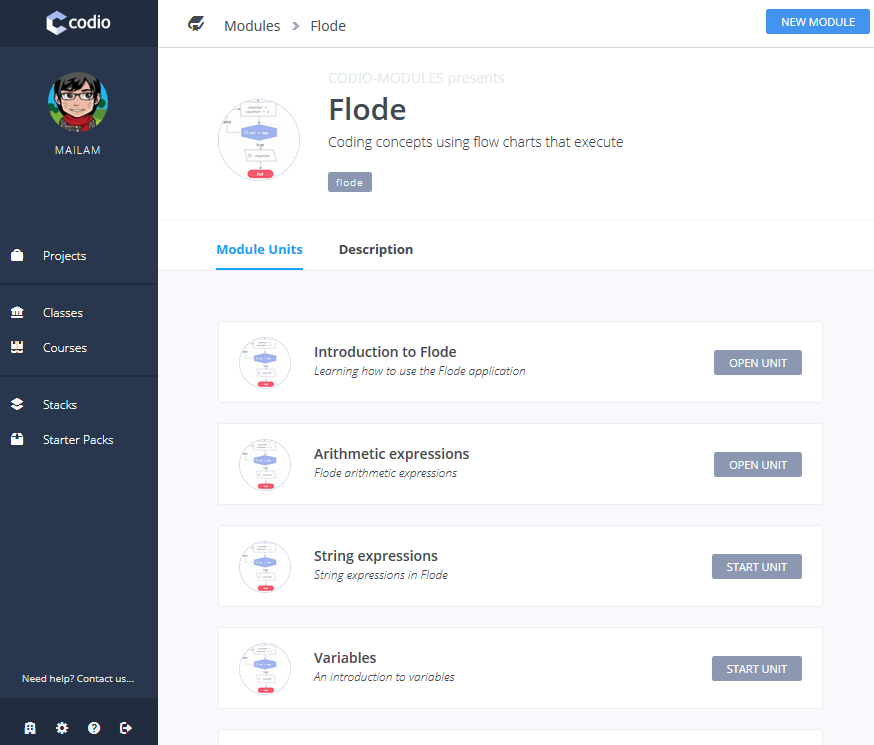 codio
MAILAM
Projects
Classes
Courses
Stacks
Starter Packs
Need help? Contact us...
Modules > Flode
NEW MODULE
CODIO-MODULES presents
Flode
Coding concepts using flow charts that execute
flode
Module Units
Description
Introduction to Flode
Learning how to use the Flode application
OPEN UNIT
Arithmetic expressions
Flode arithmetic expressions
OPEN UNIT
String expressions
String expressions in Flode
START UNIT
Variables
An introduction to variables
START UNIT